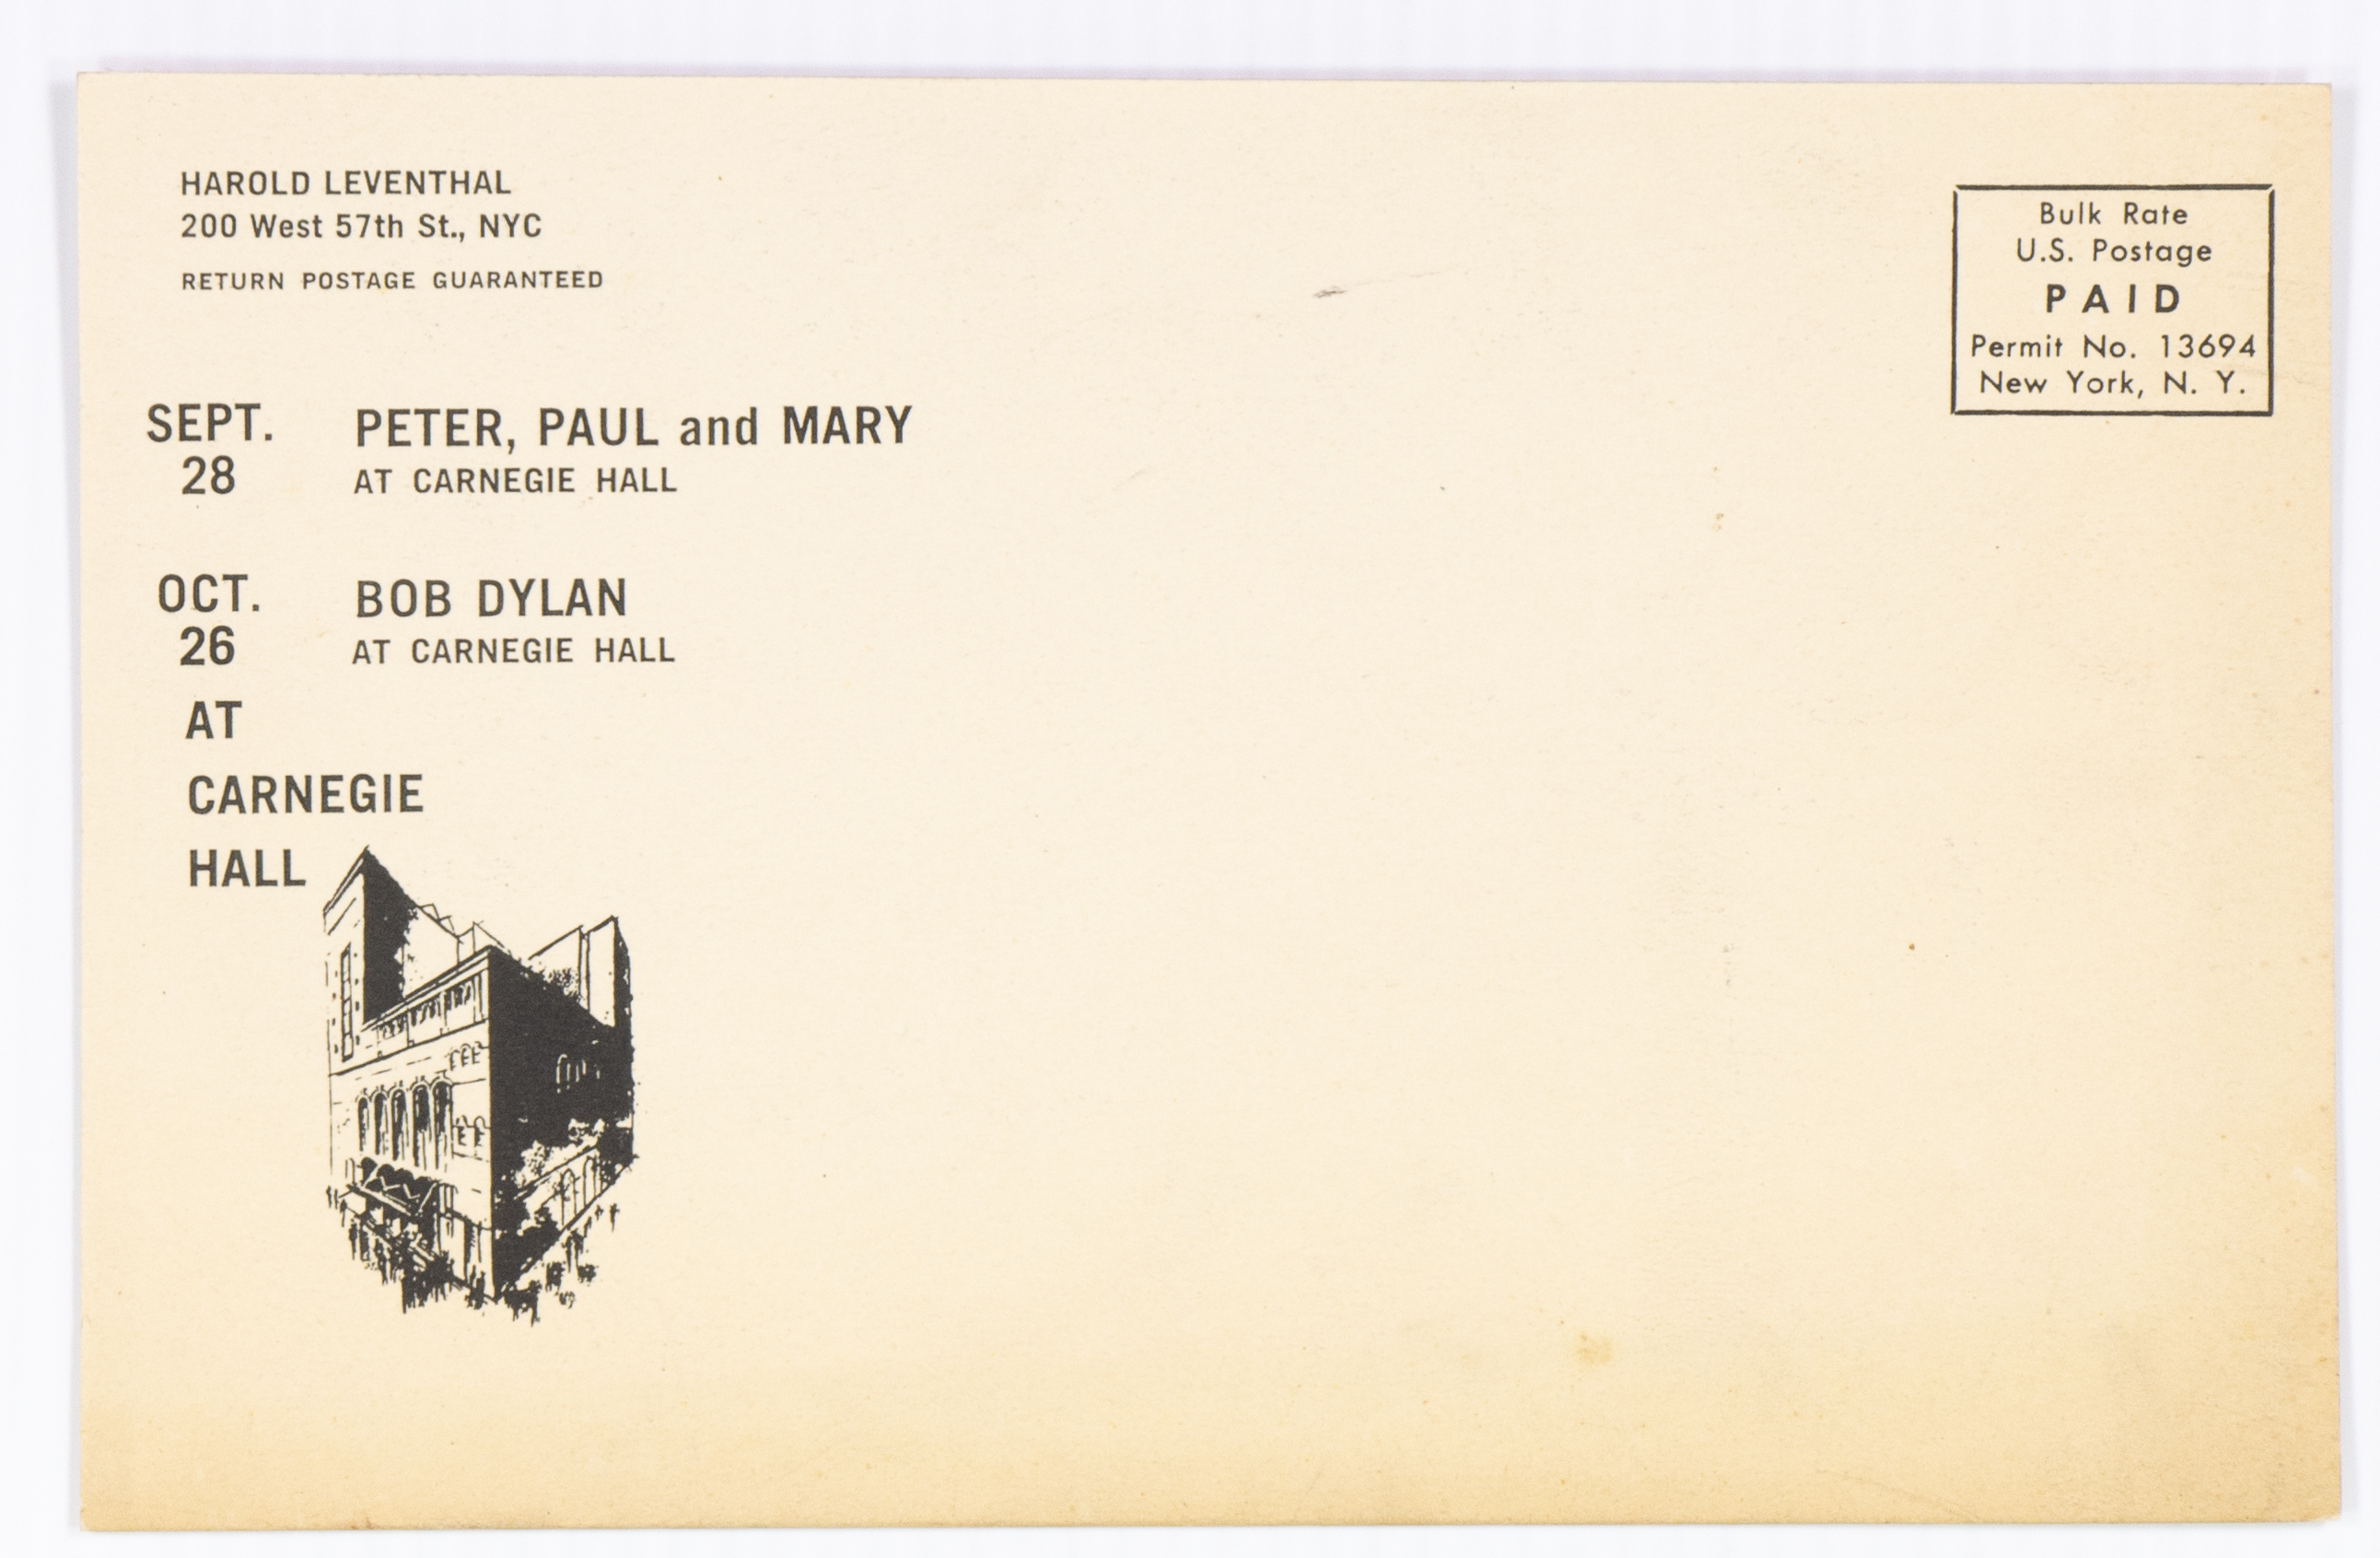 HAROLD LEVENTHAL
200 West 57th St., NYC
RETURN POSTAGE GUARANTEED
Bulk Rate
U.S. Postage
PAID
Permit No. 13694
New York, N. Y.
SEPT. 28
PETER, PAUL and MARY
AT CARNEGIE HALL
OCT. 26
BOB DYLAN
AT CARNEGIE HALL
AT
CARNEGIE
HALL